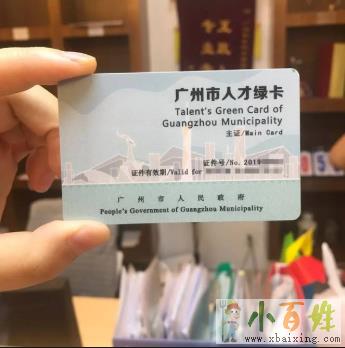 广州市人才绿卡
Talent's Green Card of
Guangzhou Municipality
主证/Main Card
证件号/No. 2019
证件有效期/Valid for
广州市人民政府
People's Government of Guangzhou Municipality
小百姓
www.xbaixing.com